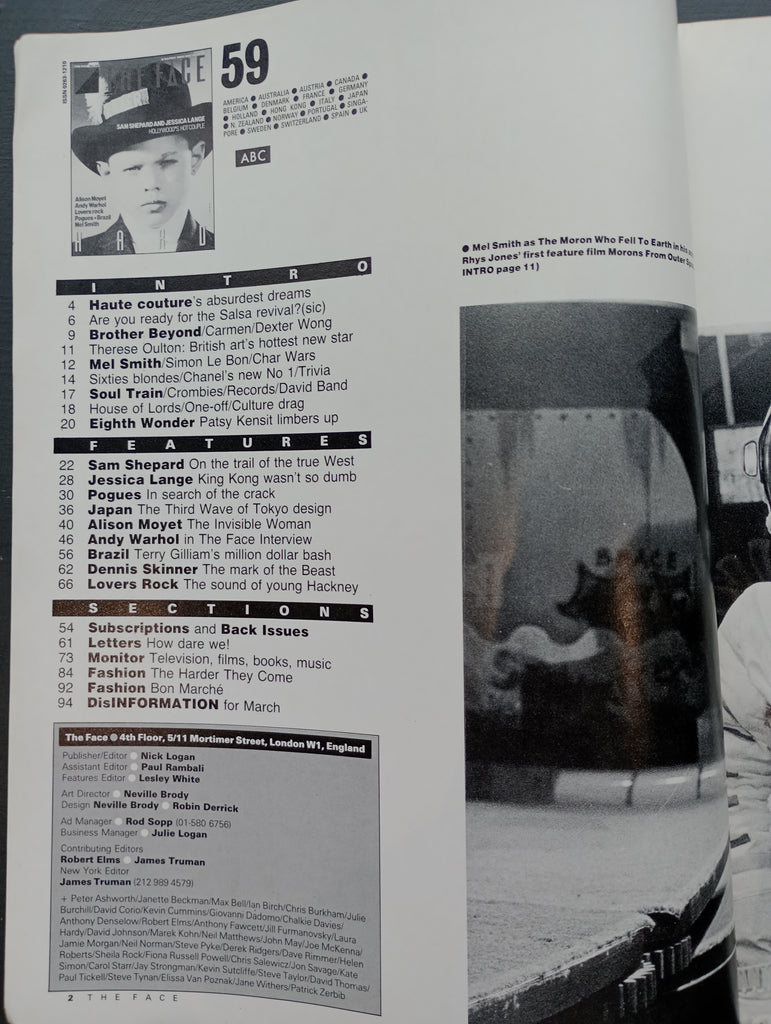 ISSN 0263-1210
THE FACE
SAM SHEPARD AND JESSICA LANGE
HOLLYWOOD'S HOT COUPLE
Alison Moyet
Andy Warhol
Lovers rock
Pogues • Brazil
Mel Smith
HARD
59
AMERICA ● AUSTRALIA ● AUSTRIA ● CANADA ●
BELGIUM ● DENMARK ● FRANCE ● GERMANY
● HOLLAND ● HONG KONG ● ITALY ● JAPAN
● N. ZEALAND ● NORWAY ● PORTUGAL ● SINGA-
PORE ● SWEDEN ● SWITZERLAND ● SPAIN ● UK
ABC
● Mel Smith as The Moron Who Fell To Earth in his
Rhys Jones' first feature film Morons From Outer
INTRO page 11)
INTRO
4 Haute couture's absurdest dreams
6 Are you ready for the Salsa revival?(sic)
9 Brother Beyond/Carmen/Dexter Wong
11 Therese Oulton: British art's hottest new star
12 Mel Smith/Simon Le Bon/Char Wars
14 Sixties blondes/Chanel's new No 1/Trivia
17 Soul Train/Crombies/Records/David Band
18 House of Lords/One-off/Culture drag
20 Eighth Wonder Patsy Kensit limbers up
FEATURES
22 Sam Shepard On the trail of the true West
28 Jessica Lange King Kong wasn't so dumb
30 Pogues In search of the crack
36 Japan The Third Wave of Tokyo design
40 Alison Moyet The Invisible Woman
46 Andy Warhol in The Face Interview
56 Brazil Terry Gilliam's million dollar bash
62 Dennis Skinner The mark of the Beast
66 Lovers Rock The sound of young Hackney
SECTIONS
54 Subscriptions and Back Issues
61 Letters How dare we!
73 Monitor Television, films, books, music
84 Fashion The Harder They Come
92 Fashion Bon Marché
94 DisINFORMATION for March
The Face ● 4th Floor, 5/11 Mortimer Street, London W1, England
Publisher/Editor ● Nick Logan
Assistant Editor ● Paul Rambali
Features Editor ● Lesley White
Art Director ● Neville Brody
Design Neville Brody ● Robin Derrick
Ad Manager ● Rod Sopp (01-580 6756)
Business Manager ● Julie Logan
Contributing Editors
Robert Elms ● James Truman
New York Editor
James Truman (212 989 4579)
+ Peter Ashworth/Janette Beckman/Max Bell/Ian Birch/Chris Burkham/Julie
Burchill/David Corio/Kevin Cummins/Giovanni Dadomo/Chalkie Davies/
Anthony Denselow/Robert Elms/Anthony Fawcett/Jill Furmanovsky/Laura
Hardy/David Johnson/Marek Kohn/Neil Matthews/John May/Joe McKenna/
Jamie Morgan/Neil Norman/Steve Pyke/Derek Ridgers/Dave Rimmer/Helen
Roberts/Sheila Rock/Fiona Russell Powell/Chris Salewicz/Jon Savage/Kate
Simon/Carol Starr/Jay Strongman/Kevin Sutcliffe/Steve Taylor/David Thomas/
Paul Tickell/Steve Tynan/Elissa Van Poznak/Jane Withers/Patrick Zerbib
2 THE FACE